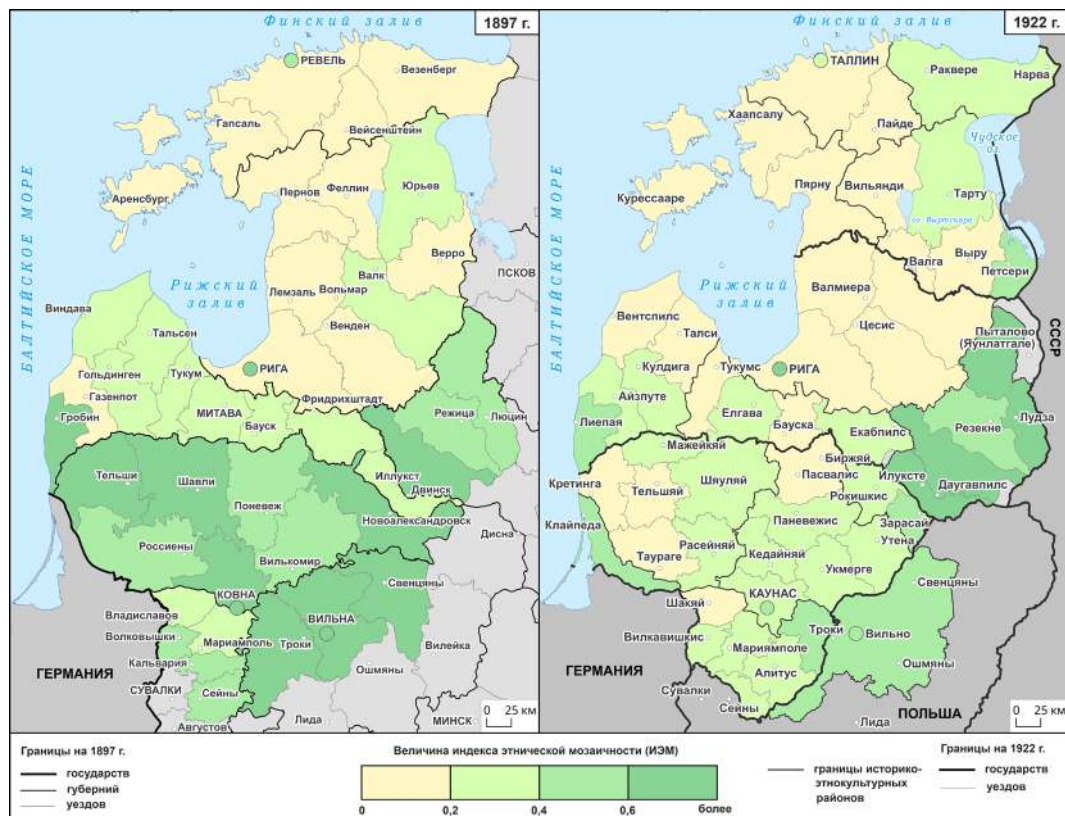 Финский залив
1897 г.
РЕВЕЛЬ
Везенберг
Гапсаль
Вейсенштейн
БАЛТИЙСКОЕ МОРЕ
Аренсбург
Пернов
Феллин
Юрьев
Верро
Валк
ПСКОВ
Рижский
залив
Лемзаль
Вольмар
Виндава
Венден
Тальсен
Гольдинген
Тукум
РИГА
Газенпот
Фридрихштадт
Гробин
МИТАВА
Бауск
Режица
Люцин
Тельши
Шавли
Иллукст
Двинск
Поневеж
Новоалександровск
Россиены
Дисна
Вилькомир
Свенцяны
КОВНА
Владиславов
ВИЛЬНА
Волковышки
Мариамполь
Троки
Вилейка
Кальвария
ГЕРМАНИЯ
Ошмяны
СУВАЛКИ
Сейны
Августов
Лида
МИНСК
0 25 км
Финский залив
1922 г.
ТАЛЛИН
Раквере
Нарва
Хаапсалу
Пайде
Чудское
оз.
БАЛТИЙСКОЕ МОРЕ
Курессааре
Пярну
Вильянди
Тарту
оз. Выртсъярв
Валга
Выру
Петсери
Рижский
залив
Валмиера
СССР
Вентспилс
Талси
Цесис
Пыталово
(Яунлатгале)
Кулдига
Тукумс
РИГА
Айзпуте
Лиепая
Елгава
Бауска
Екабпилс
Резекне
Лудза
Мажейкяй
Биржяй
Илуксте
Кретинга
Тельшяй
Шяуляй
Пасвалис
Рокишкис
Даугавпилс
Клайпеда
Паневежис
Зарасай
Утена
Расейняй
Кедайняй
Таураге
Укмерге
Свенцяны
Шакяй
КАУНАС
Вилкавишкис
Троки
Вильно
Мариямполе
ГЕРМАНИЯ
Алитус
Ошмяны
Сувалки
Сейны
ПОЛЬША
Лида
0 25 км
Границы на 1897 г.
государств
губерний
уездов
Величина индекса этнической мозаичности (ИЭМ)
0 0,2 0,4 0,6 более
границы историко-
этнокультурных
районов
Границы на 1922 г.
государств
уездов